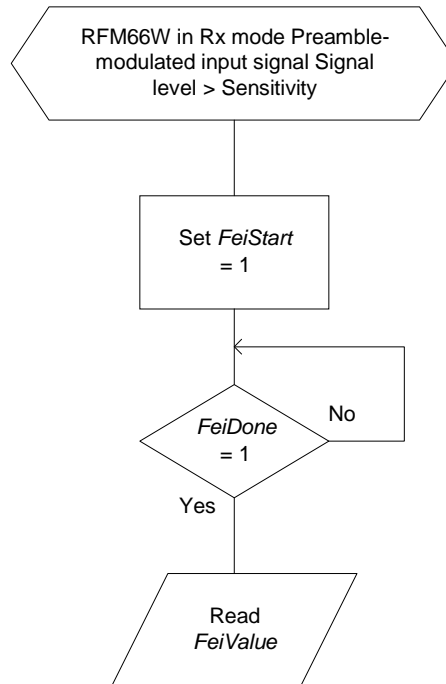 RFM66W in Rx mode Preamble-
modulated input signal Signal
level > Sensitivity
Set FeiStart
= 1
FeiDone
= 1
No
Yes
Read
FeiValue